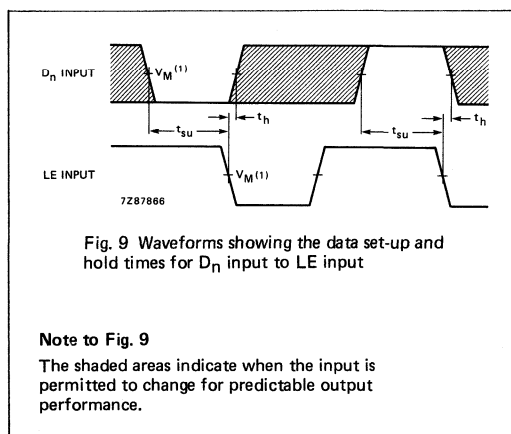 Dn INPUT
VM(1)
tsu
th
tsu
th
LE INPUT
VM(1)
7Z87866
Fig. 9 Waveforms showing the data set-up and
hold times for Dn input to LE input
Note to Fig. 9
The shaded areas indicate when the input is
permitted to change for predictable output
performance.